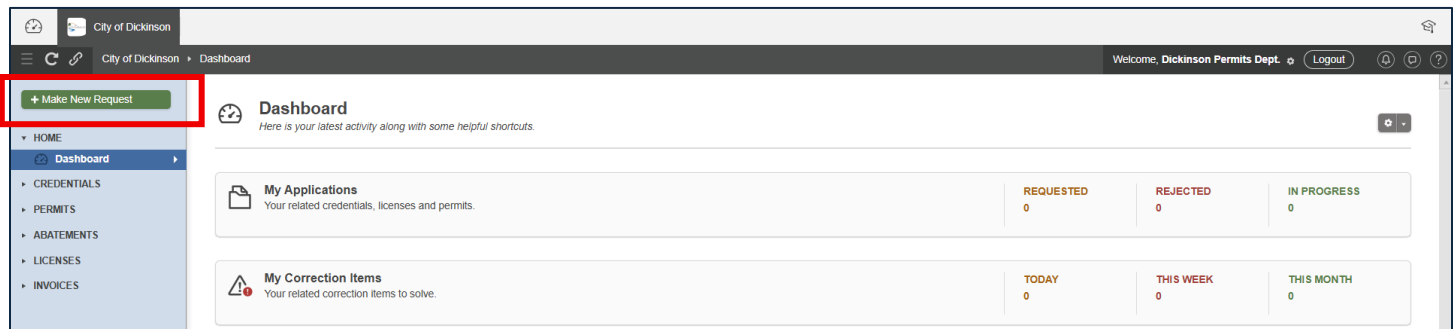 City of Dickinson
City of Dickinson ▸ Dashboard
Welcome, Dickinson Permits Dept. Logout ?
+ Make New Request
Dashboard
Here is your latest activity along with some helpful shortcuts.
HOME
Dashboard
CREDENTIALS
PERMITS
ABATEMENTS
LICENSES
INVOICES
My Applications
Your related credentials, licenses and permits.
REQUESTED
0
REJECTED
0
IN PROGRESS
0
My Correction Items
Your related correction items to solve.
TODAY
0
THIS WEEK
0
THIS MONTH
0